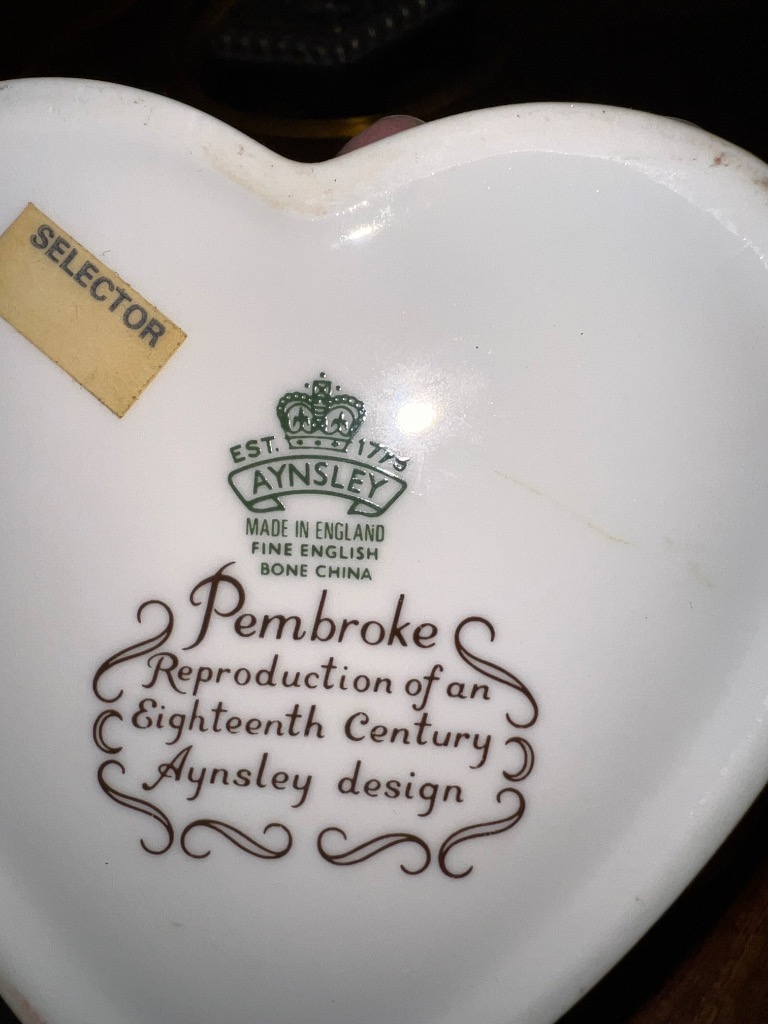 SELECTOR
EST. 1775
AYNSLEY
MADE IN ENGLAND
FINE ENGLISH
BONE CHINA
Pembroke
Reproduction of an
Eighteenth Century
Aynsley design